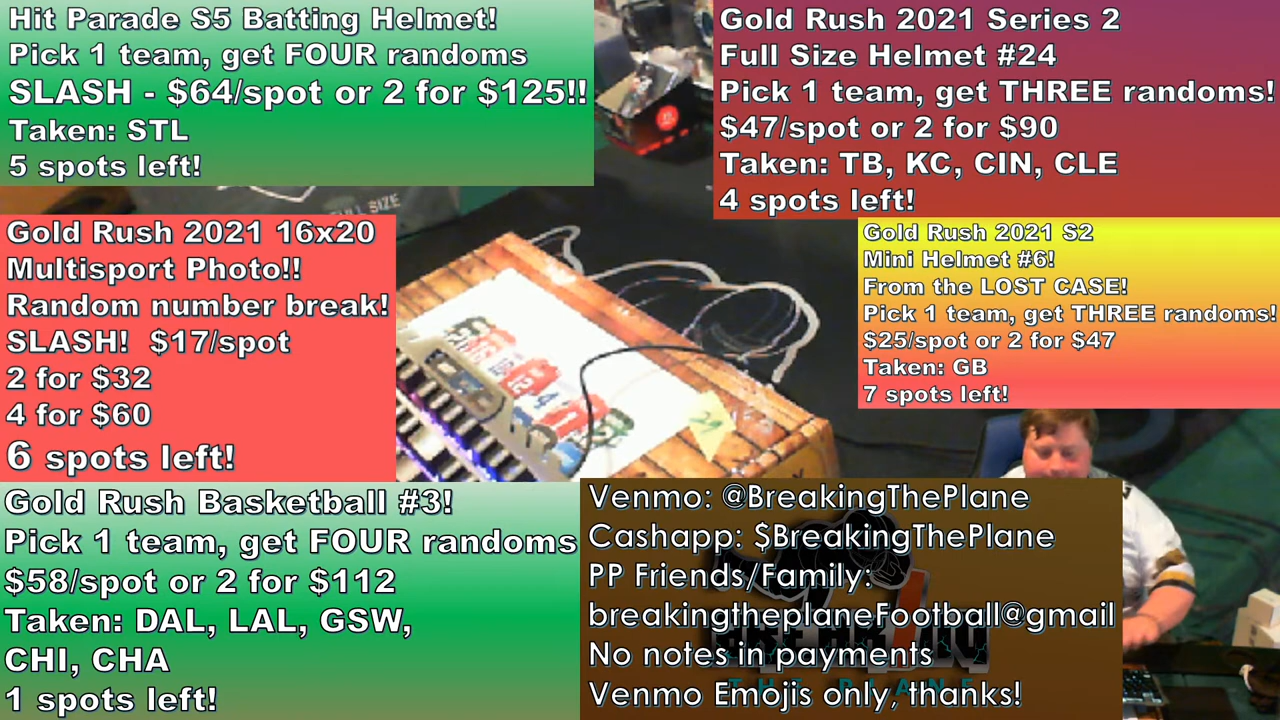 Hit Parade S5 Batting Helmet!
Pick 1 team, get FOUR randoms
SLASH - $64/spot or 2 for $125!!
Taken: STL
5 spots left!
Gold Rush 2021 Series 2
Full Size Helmet #24
Pick 1 team, get THREE randoms!
$47/spot or 2 for $90
Taken: TB, KC, CIN, CLE
4 spots left!
FULL SIZE
Gold Rush 2021 16x20
Multisport Photo!!
Random number break!
SLASH! $17/spot
2 for $32
4 for $60
6 spots left!
Gold Rush 2021 S2
Mini Helmet #6!
From the LOST CASE!
Pick 1 team, get THREE randoms!
$25/spot or 2 for $47
Taken: GB
7 spots left!
Gold Rush Basketball #3!
Pick 1 team, get FOUR randoms
$58/spot or 2 for $112
Taken: DAL, LAL, GSW,
CHI, CHA
1 spots left!
Venmo: @BreakingThePlane
Cashapp: $BreakingThePlane
PP Friends/Family:
breakingtheplaneFootball@gmail
No notes in payments
Venmo Emojis only, thanks!
BREAKING
THE PLANE